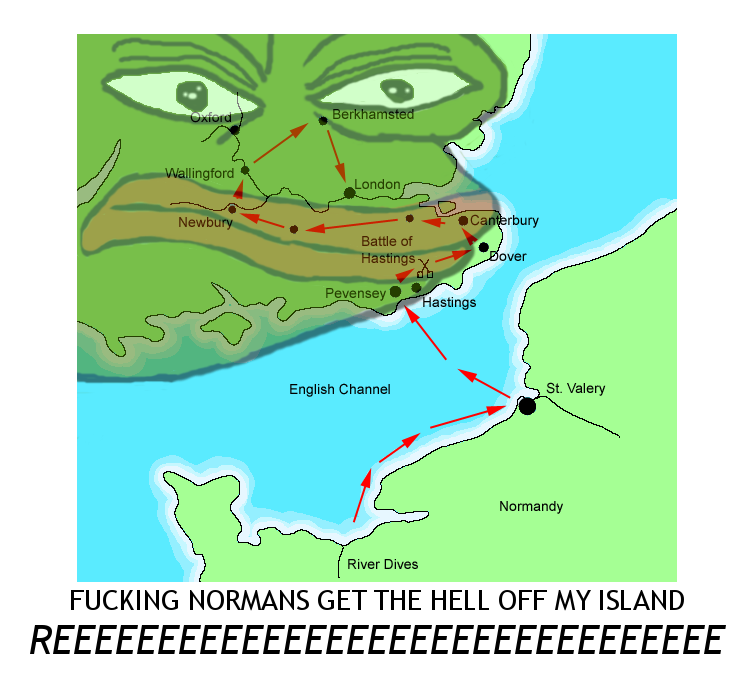 Oxford
Berkhamsted
Wallingford
London
Newbury
Canterbury
Battle of
Hastings
Dover
Pevensey
Hastings
English Channel
St. Valery
Normandy
River Dives
FUCKING NORMANS GET THE HELL OFF MY ISLAND
REEEEEEEEEEEEEEEEEEEEEEEEEEEEEEEEE